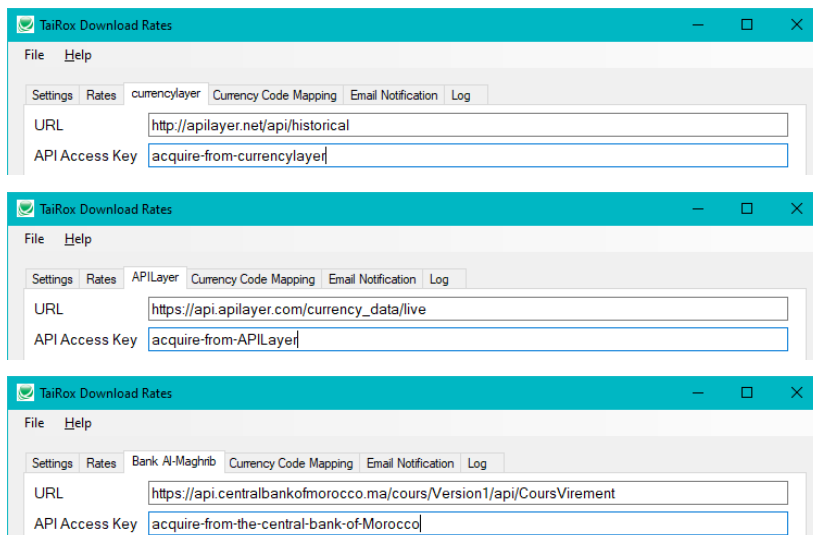 TaiRox Download Rates
File Help
Settings Rates currencylayer Currency Code Mapping Email Notification Log
URL http://apilayer.net/api/historical
API Access Key acquire-from-currencylayer
TaiRox Download Rates
File Help
Settings Rates APILayer Currency Code Mapping Email Notification Log
URL https://api.apilayer.com/currency_data/live
API Access Key acquire-from-APILayer
TaiRox Download Rates
File Help
Settings Rates Bank Al-Maghrib Currency Code Mapping Email Notification Log
URL https://api.centralbankofmorocco.ma/cours/Version1/api/CoursVirement
API Access Key acquire-from-the-central-bank-of-Morocco